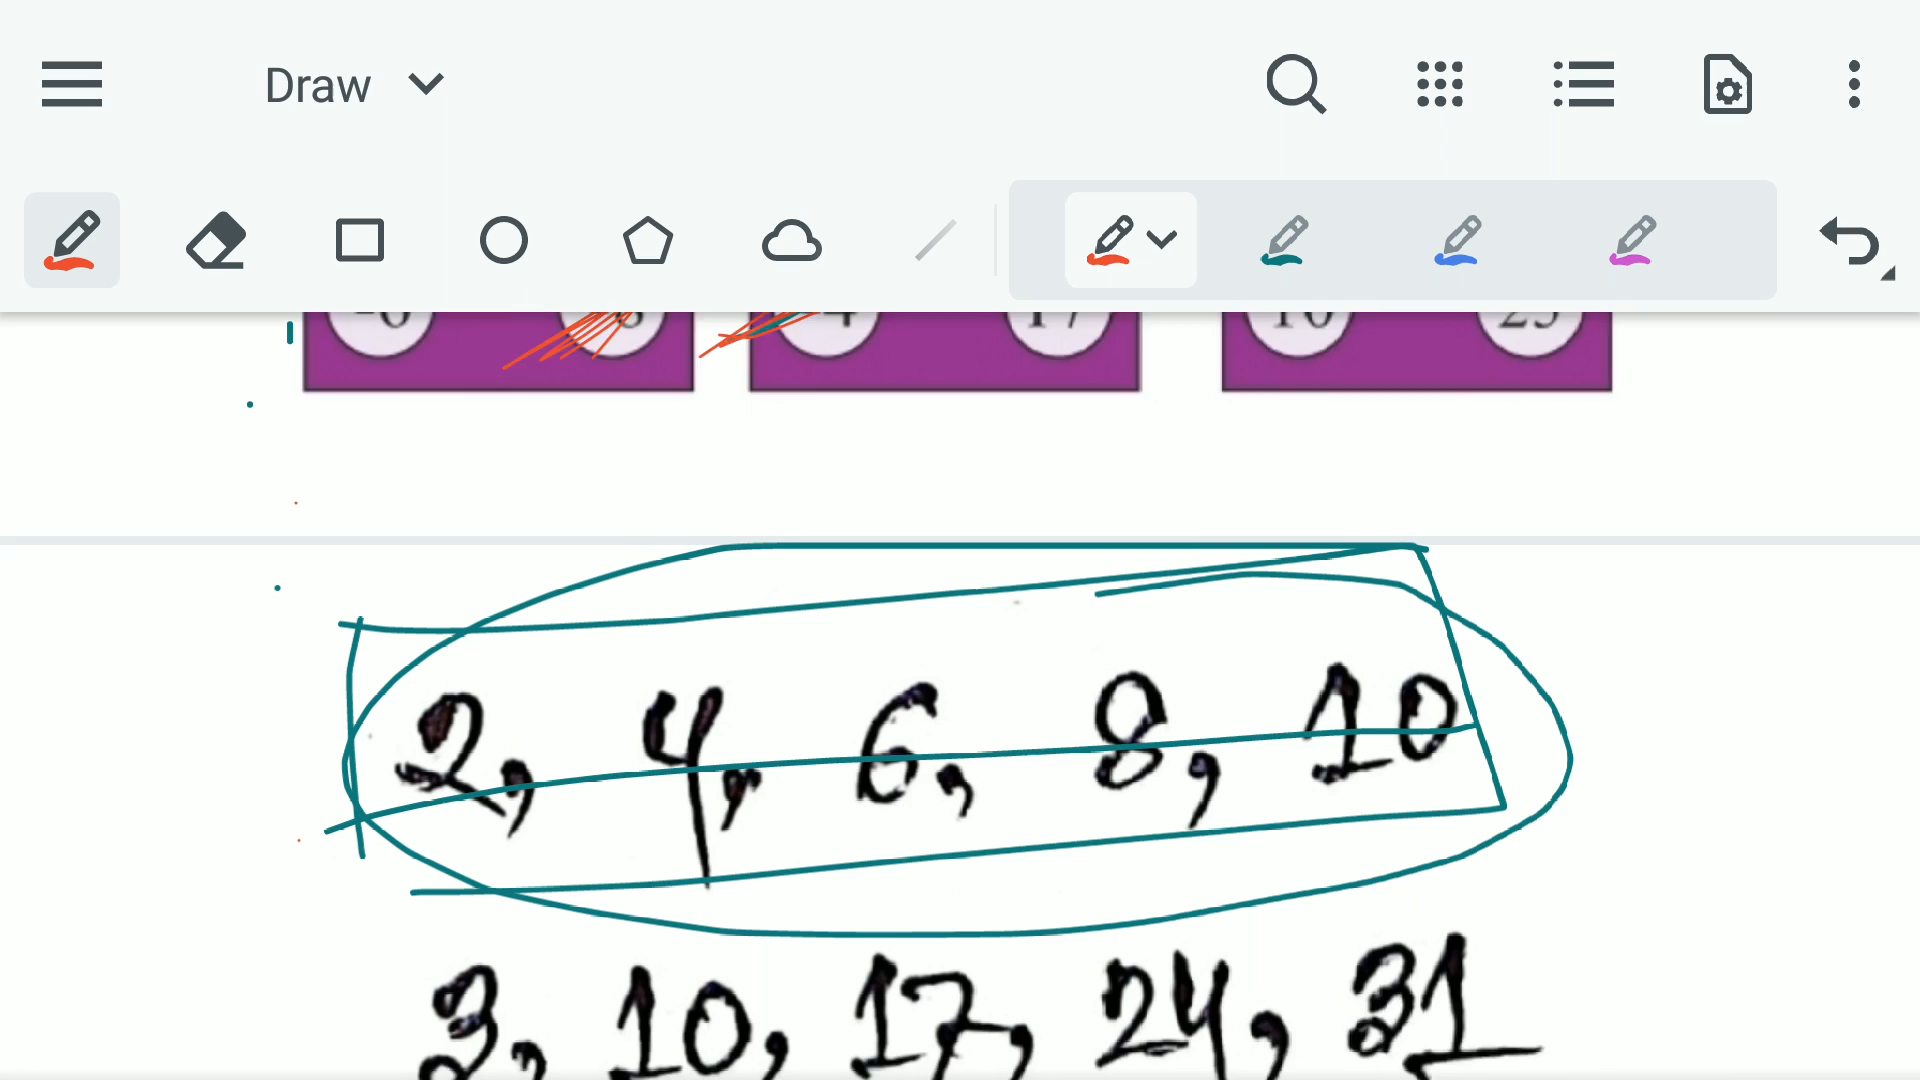 Draw
2, 4, 6, 8, 10
3, 10, 17, 24, 31